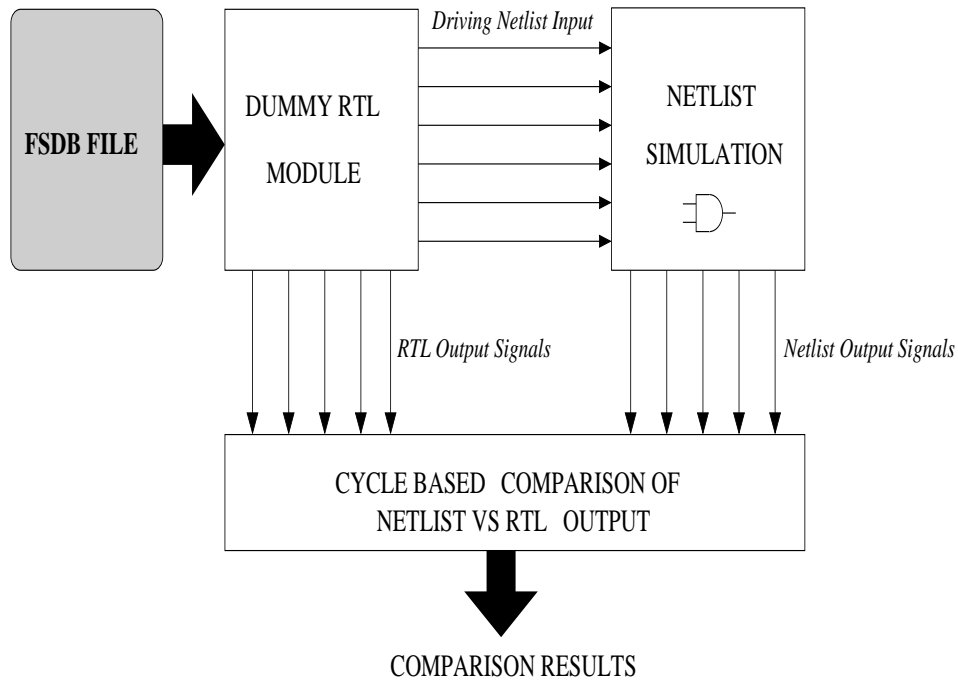 Driving Netlist Input
FSDB FILE
DUMMY RTL
MODULE
NETLIST
SIMULATION
RTL Output Signals
Netlist Output Signals
CYCLE BASED COMPARISON OF
NETLIST VS RTL OUTPUT
COMPARISON RESULTS